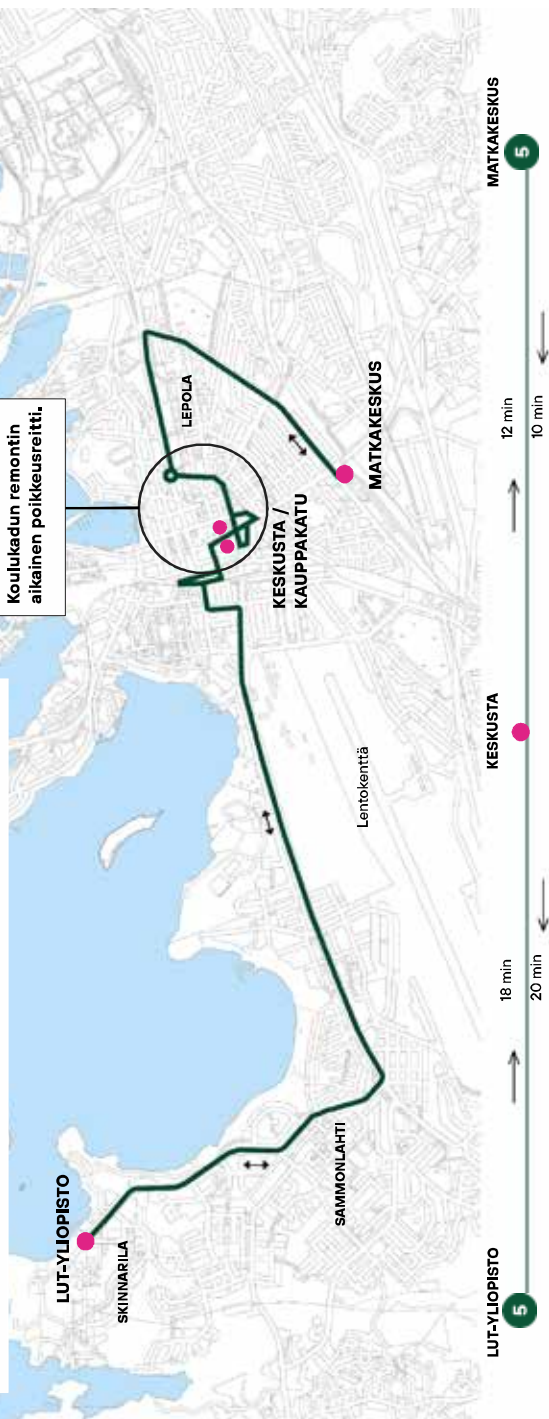 Koulukadun remontin
aikainen poikkeusreitti.
LUT-YLIOPISTO
SKINNARILA
SAMMONLAHTI
Lentokenttä
KESKUSTA /
KAUPPAKATU
LEPOLA
MATKAKESKUS
LUT-YLIOPISTO
5
18 min
20 min
KESKUSTA
12 min
10 min
MATKAKESKUS
5